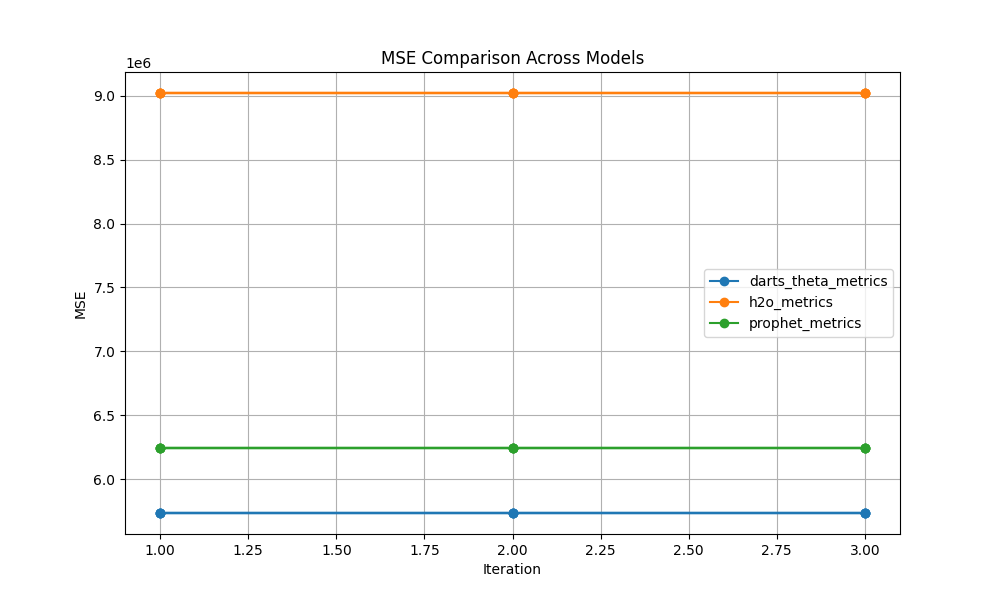 MSE Comparison Across Models
1e6
9.0
8.5
8.0
7.5
7.0
6.5
6.0
MSE
darts_theta_metrics
h2o_metrics
prophet_metrics
1.00 1.25 1.50 1.75 2.00 2.25 2.50 2.75 3.00
Iteration